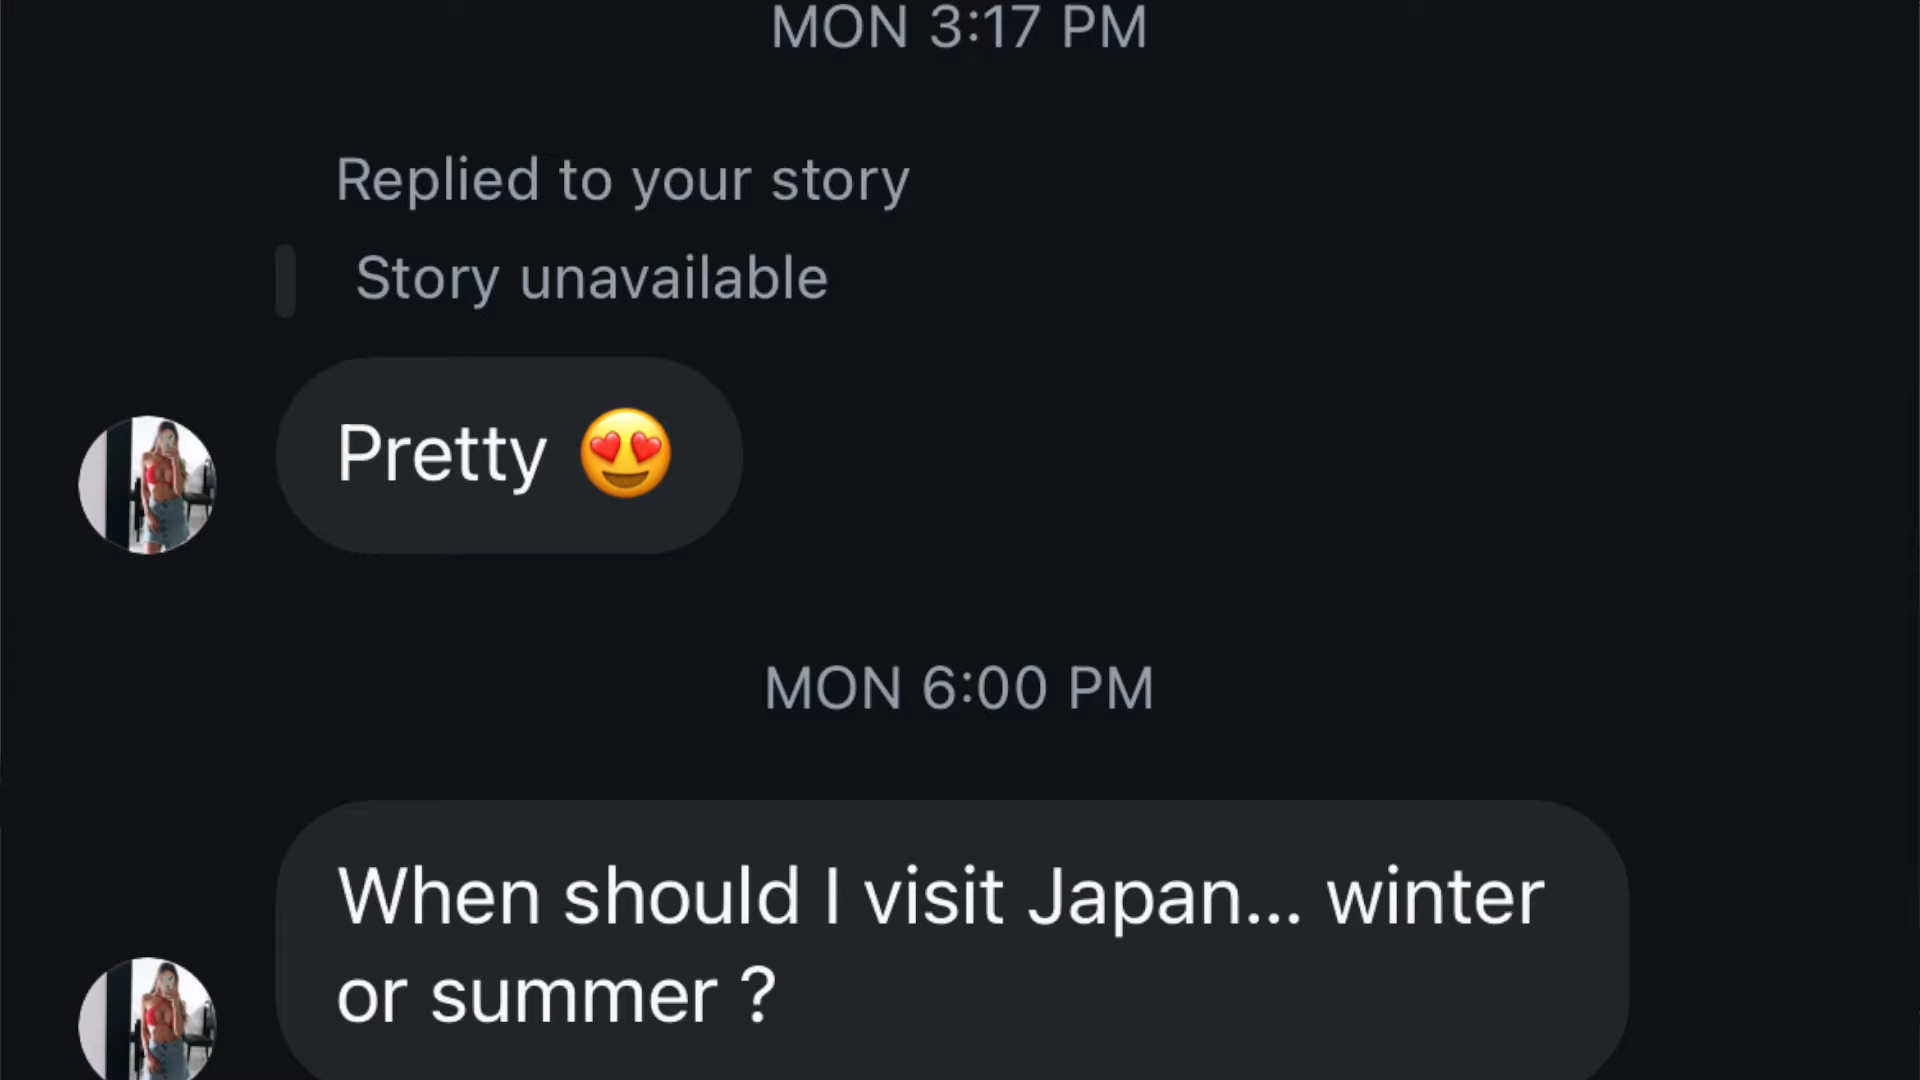 MON 3:17 PM
Replied to your story
Story unavailable
Pretty 😍
MON 6:00 PM
When should I visit Japan... winter
or summer ?